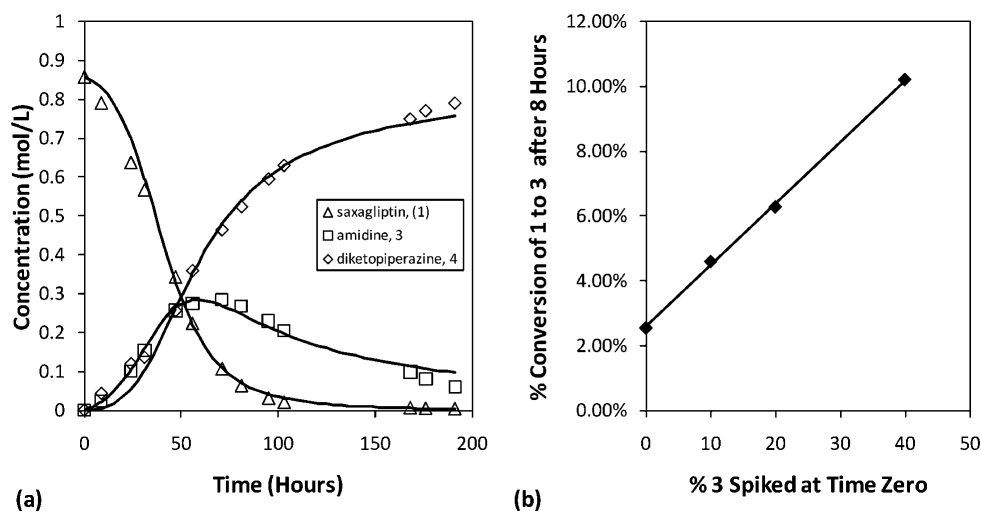 1
0.9
0.8
0.7
0.6
0.5
0.4
0.3
0.2
0.1
0
0 50 100 150 200
Concentration (mol/L)
Time (Hours)
saxagliptin, (1)
amidine, 3
diketopiperazine, 4
(a)
12.00%
10.00%
8.00%
6.00%
4.00%
2.00%
0.00%
0 10 20 30 40 50
% Conversion of 1 to 3 after 8 Hours
% 3 Spiked at Time Zero
(b)